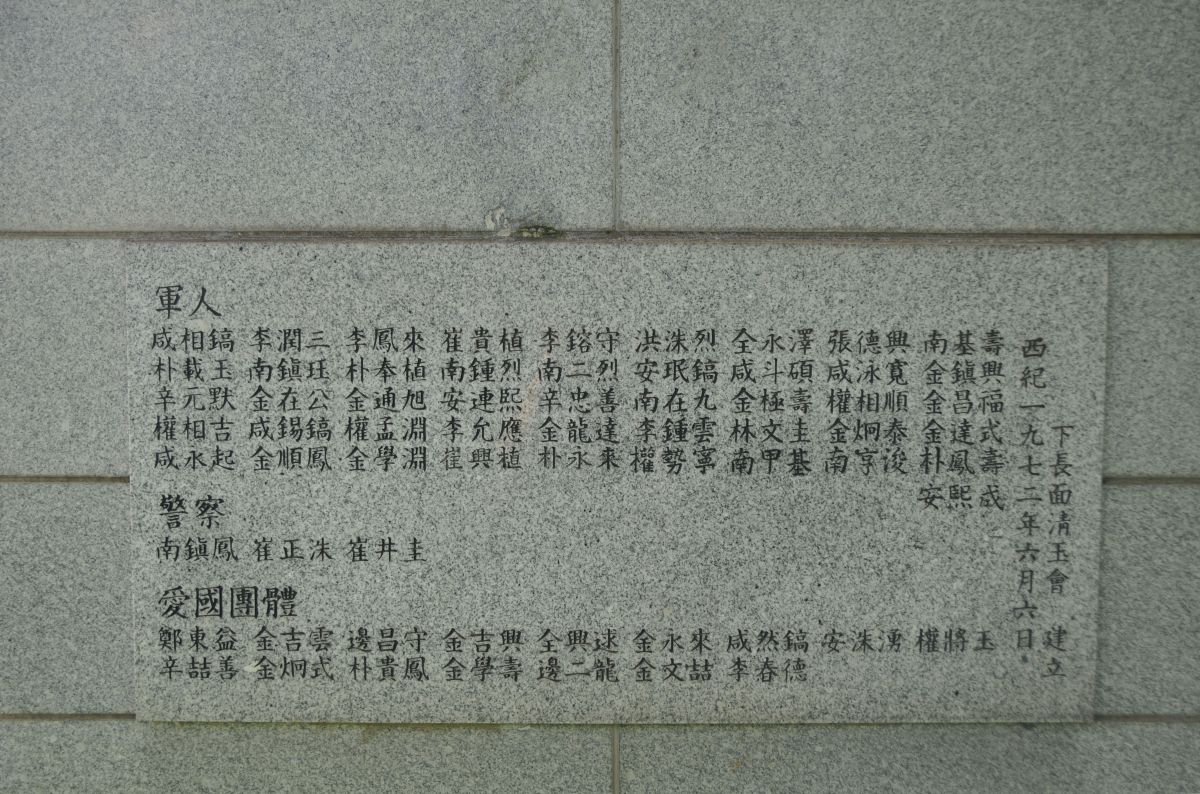 軍人
咸相鎬 李潤三 李鳳來 崔貴植 李鎔守 洪洙烈 全永澤 張德興 南基壽
朴載玉 南鎭珏 朴奉植 南鍾烈 南二烈 安珉鎬 咸斗碩 咸泳寬 金鎭興
辛元默 金在公 金通旭 安連熙 辛忠善 南在九 金極壽 權相順 金昌福
權相吉 咸錫鎬 權孟淵 李允應 金龍達 李鍾雲 林文圭 金炯泰 金達式
咸永起 金順鳳 金學淵 崔興植 朴永來 權勢寧 南甲基 南亨浚 朴鳳壽
安熙成
警察
南鎭鳳 崔正洙 崔井圭
愛國團體
鄭東益 金吉雲 邊昌守 金吉興 全興逑 金永來 咸然鎬 安洙湧 權將玉
辛喆善 金炯式 朴貴鳳 金學壽 邊二龍 金文喆 李春德
西紀一九七二年六月六日
下長面淸玉會 建立